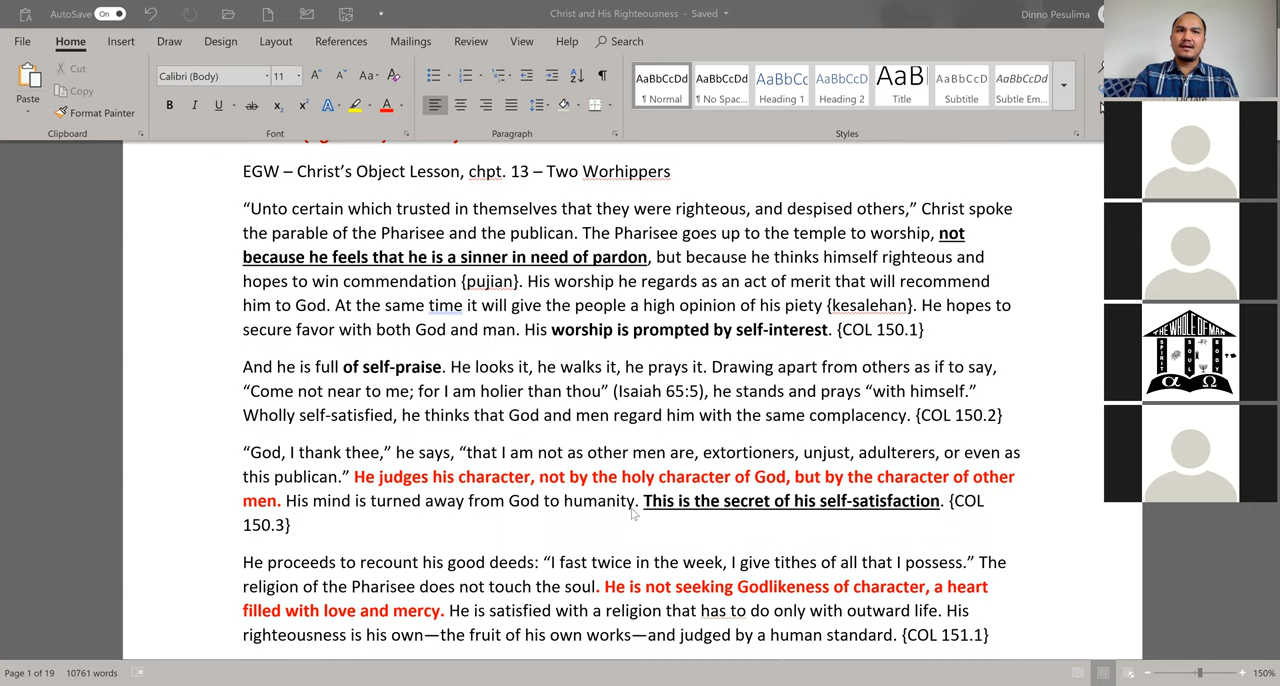 AutoSave On
Christ and His Righteousness - Saved
Dinno Pesulima
File Home Insert Draw Design Layout References Mailings Review View Help Search
Paste
Cut
Copy
Format Painter
Clipboard
Calibri (Body) 11
Font
Paragraph
AaBbCcDd AaBbCcDd AaBbCc AaBbCcD AaB AaBbCcD AaBbCcDd
¶ Normal ¶ No Spac... Heading 1 Heading 2 Title Subtitle Subtle Em...
Styles
Dictate
EGW – Christ’s Object Lesson, chpt. 13 – Two Worhippers
“Unto certain which trusted in themselves that they were righteous, and despised others,” Christ spoke
the parable of the Pharisee and the publican. The Pharisee goes up to the temple to worship, not
because he feels that he is a sinner in need of pardon, but because he thinks himself righteous and
hopes to win commendation {pujian}. His worship he regards as an act of merit that will recommend
him to God. At the same time it will give the people a high opinion of his piety {kesalehan}. He hopes to
secure favor with both God and man. His worship is prompted by self-interest. {COL 150.1}
And he is full of self-praise. He looks it, he walks it, he prays it. Drawing apart from others as if to say,
“Come not near to me; for I am holier than thou” (Isaiah 65:5), he stands and prays “with himself.”
Wholly self-satisfied, he thinks that God and men regard him with the same complacency. {COL 150.2}
“God, I thank thee,” he says, “that I am not as other men are, extortioners, unjust, adulterers, or even as
this publican.” He judges his character, not by the holy character of God, but by the character of other
men. His mind is turned away from God to humanity. This is the secret of his self-satisfaction. {COL
150.3}
He proceeds to recount his good deeds: “I fast twice in the week, I give tithes of all that I possess.” The
religion of the Pharisee does not touch the soul. He is not seeking Godlikeness of character, a heart
filled with love and mercy. He is satisfied with a religion that has to do only with outward life. His
righteousness is his own—the fruit of his own works—and judged by a human standard. {COL 151.1}
THE WHOLE OF MAN
SPIRIT SOUL BODY
Α Ω
Page 1 of 19 10761 words
150%